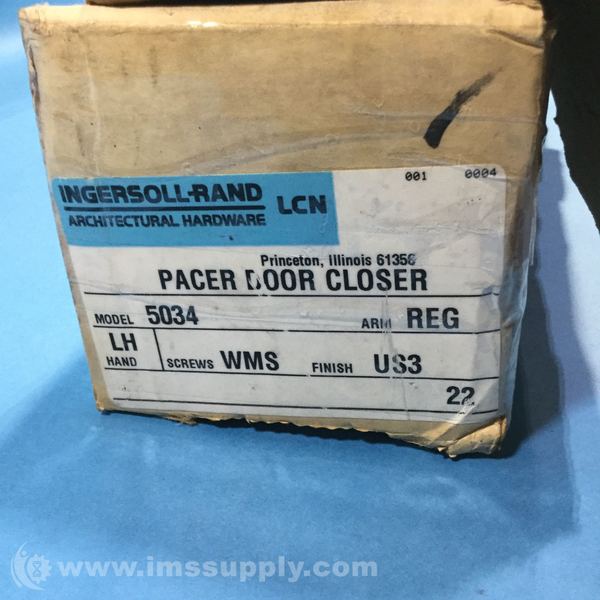 001 0004
INGERSOLL-RAND LCN
ARCHITECTURAL HARDWARE
Princeton, Illinois 61356
PACER DOOR CLOSER
MODEL 5034 ARM REG
LH
HAND SCREWS WMS FINISH US3
22
www.imssupply.com